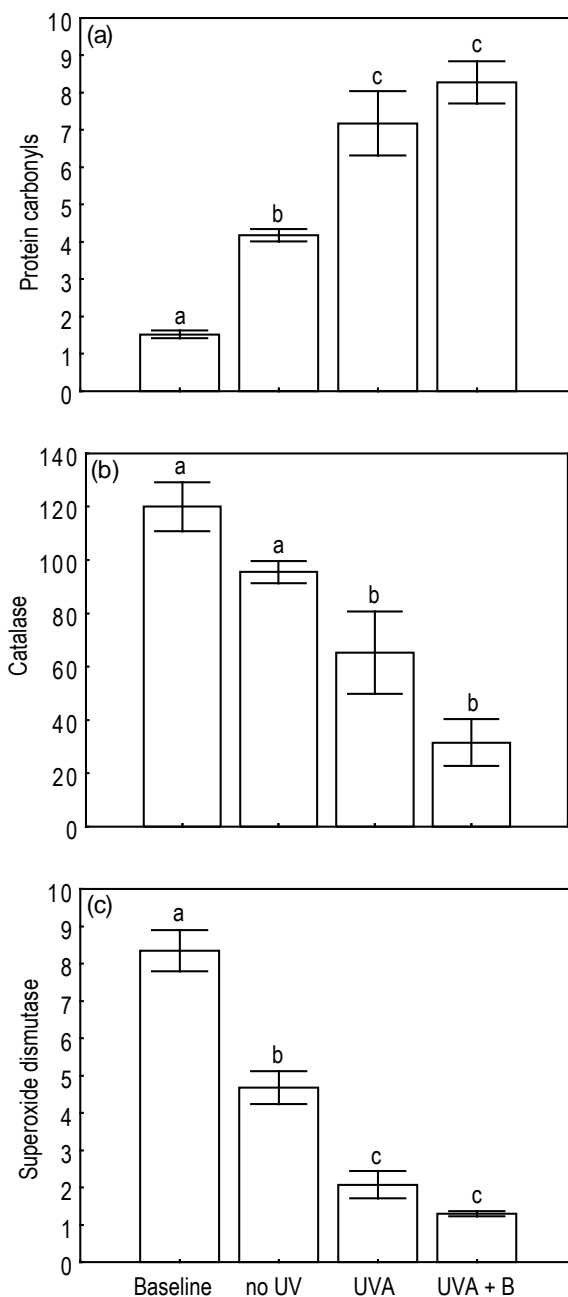 (a)
10
9
8
7
6
5
4
3
2
1
0
Protein carbonyls
a
b
c
c
(b)
140
120
100
80
60
40
20
0
Catalase
a
a
b
b
(c)
10
9
8
7
6
5
4
3
2
1
0
Superoxide dismutase
a
b
c
c
Baseline no UV UVA UVA + B